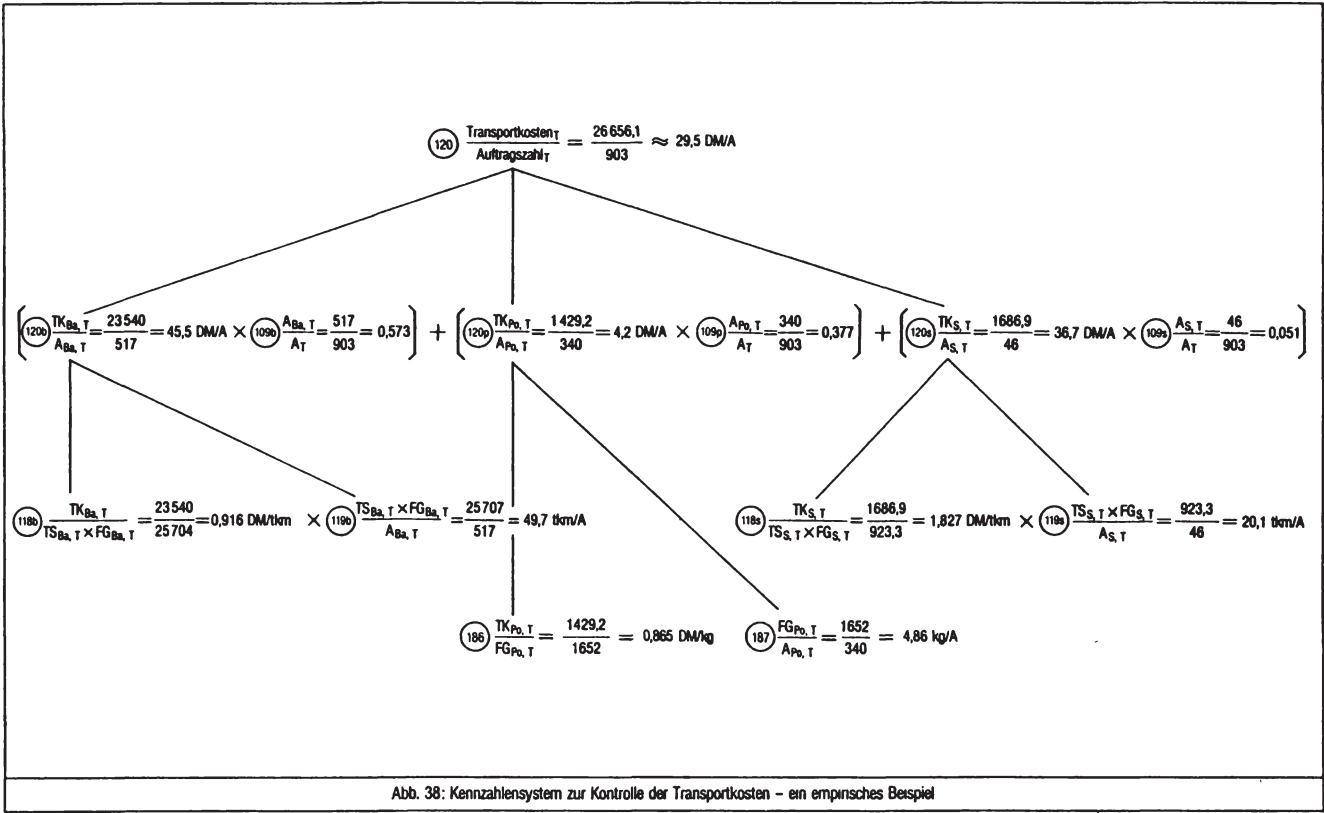 (120) Transportkosten_T / Auftragszahl_T = 26 656,1 / 903 ≈ 29,5 DM/A
[(120b) TK_Ba, T / A_Ba, T = 23 540 / 517 = 45,5 DM/A × (109b) A_Ba, T / A_T = 517 / 903 = 0,573] + [(120p) TK_Po, T / A_Po, T = 1 429,2 / 340 = 4,2 DM/A × (109p) A_Po, T / A_T = 340 / 903 = 0,377] + [(120s) TK_S, T / A_S, T = 1686,9 / 46 = 36,7 DM/A × (109s) A_S, T / A_T = 46 / 903 = 0,051]
(118b) TK_Ba, T / TS_Ba, T × FG_Ba, T = 23 540 / 25 704 = 0,916 DM/tkm × (119b) TS_Ba, T × FG_Ba, T / A_Ba, T = 25 707 / 517 = 49,7 tkm/A (118s) TK_S, T / TS_S, T × FG_S, T = 1686,9 / 923,3 = 1,827 DM/tkm × (119s) TS_S, T × FG_S, T / A_S, T = 923,3 / 46 = 20,1 tkm/A
(186) TK_Po, T / FG_Po, T = 1429,2 / 1652 = 0,865 DM/kg (187) FG_Po, T / A_Po, T = 1652 / 340 = 4,86 kg/A
Abb. 38: Kennzahlensystem zur Kontrolle der Transportkosten – ein empirisches Beispiel